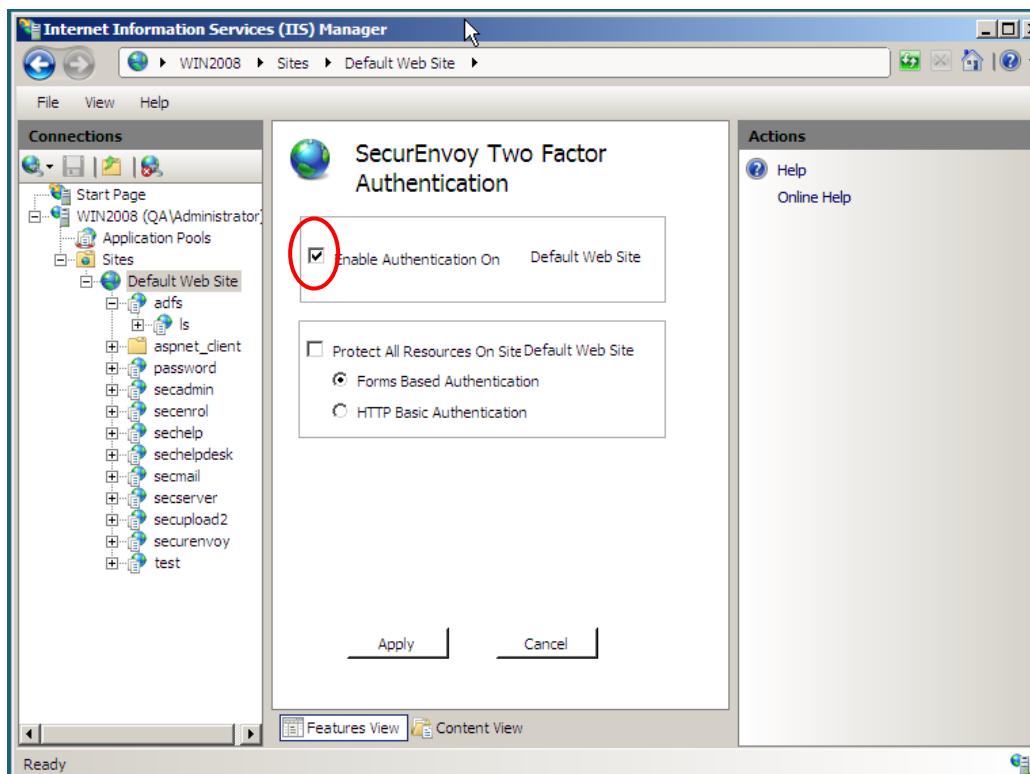 Internet Information Services (IIS) Manager
WIN2008 Sites Default Web Site
File View Help
Connections
Start Page
WIN2008 (QA\Administrator)
Application Pools
Sites
Default Web Site
adfs
ls
aspnet_client
password
secadmin
secenrol
sechelp
sechelpdesk
secmail
secserver
secupload2
securenvoy
test
SecurEnvoy Two Factor
Authentication
Enable Authentication On Default Web Site
Protect All Resources On Site Default Web Site
Forms Based Authentication
HTTP Basic Authentication
Apply Cancel
Features View Content View
Actions
Help
Online Help
Ready